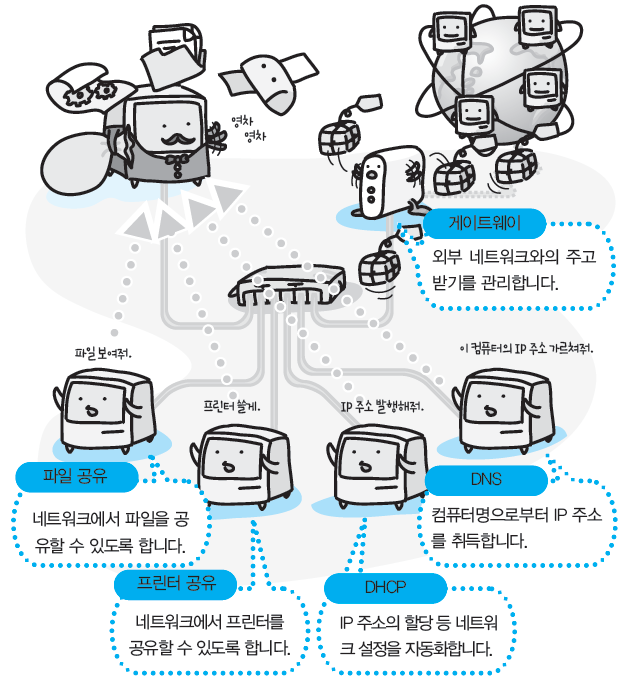 영차
영차
게이트웨이
외부 네트워크와의 주고
받기를 관리합니다.
파일 보여줘.
이 컴퓨터의 IP 주소 가르쳐줘.
프린터 쓸게.
IP 주소 발행해줘.
파일 공유
네트워크에서 파일을 공
유할 수 있도록 합니다.
DNS
컴퓨터명으로부터 IP 주소
를 취득합니다.
프린터 공유
네트워크에서 프린터를
공유할 수 있도록 합니다.
DHCP
IP 주소의 할당 등 네트워
크 설정을 자동화합니다.